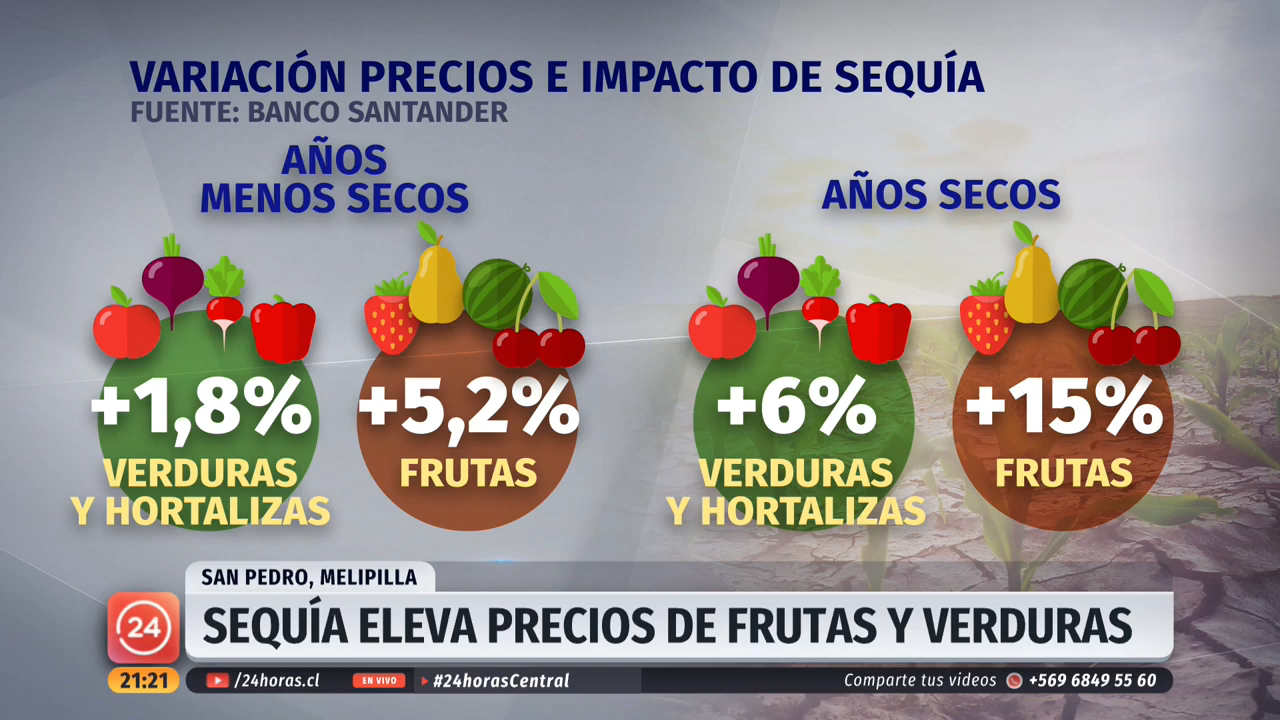 VARIACIÓN PRECIOS E IMPACTO DE SEQUÍA
FUENTE: BANCO SANTANDER
AÑOS
MENOS SECOS
+1,8%
VERDURAS
Y HORTALIZAS
+5,2%
FRUTAS
AÑOS SECOS
+6%
VERDURAS
Y HORTALIZAS
+15%
FRUTAS
SAN PEDRO, MELIPILLA
24
SEQUÍA ELEVA PRECIOS DE FRUTAS Y VERDURAS
21:21
/24horas.cl
EN VIVO
#24horasCentral
Comparte tus videos
+569 6849 55 60